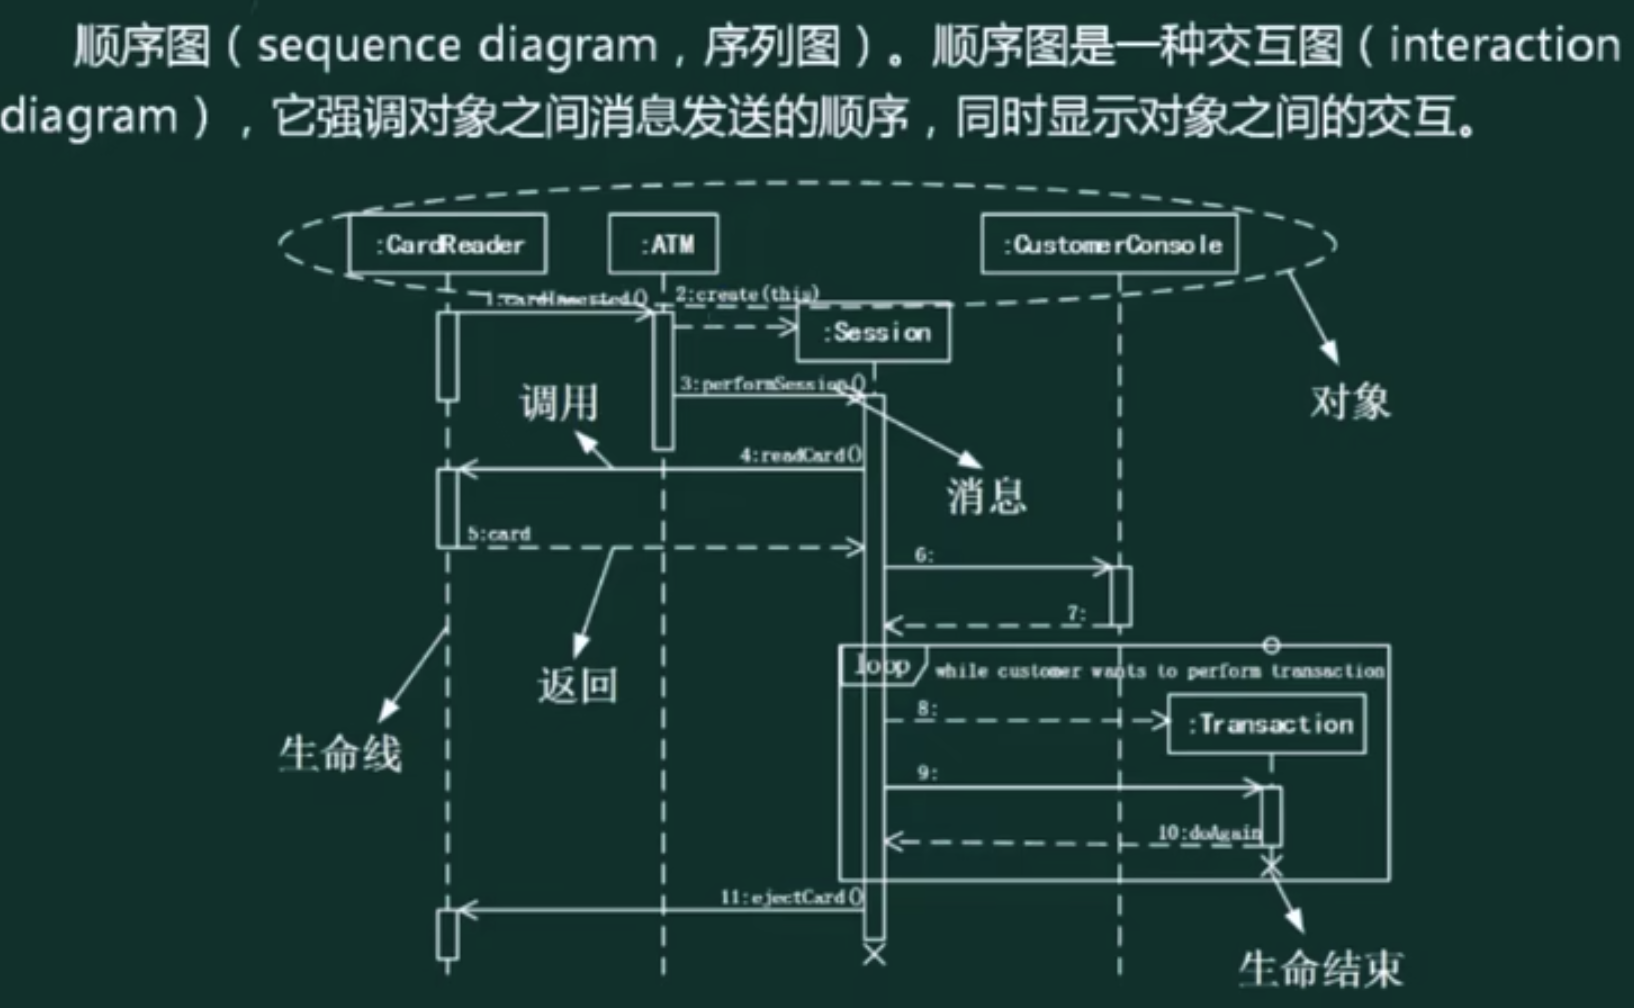 顺序图（sequence diagram，序列图）。顺序图是一种交互图（interaction
diagram），它强调对象之间消息发送的顺序，同时显示对象之间的交互。
:CardReader
:ATM
:CustomerConsole
1:cardInserted()
2:create(this)
:Session
3:performSession()
调用
对象
4:readCard()
消息
5:card
6:
7:
返回
loop
while customer wants to perform transaction
8:
:Transaction
生命线
9:
10:doAgain
11:ejectCard()
生命结束